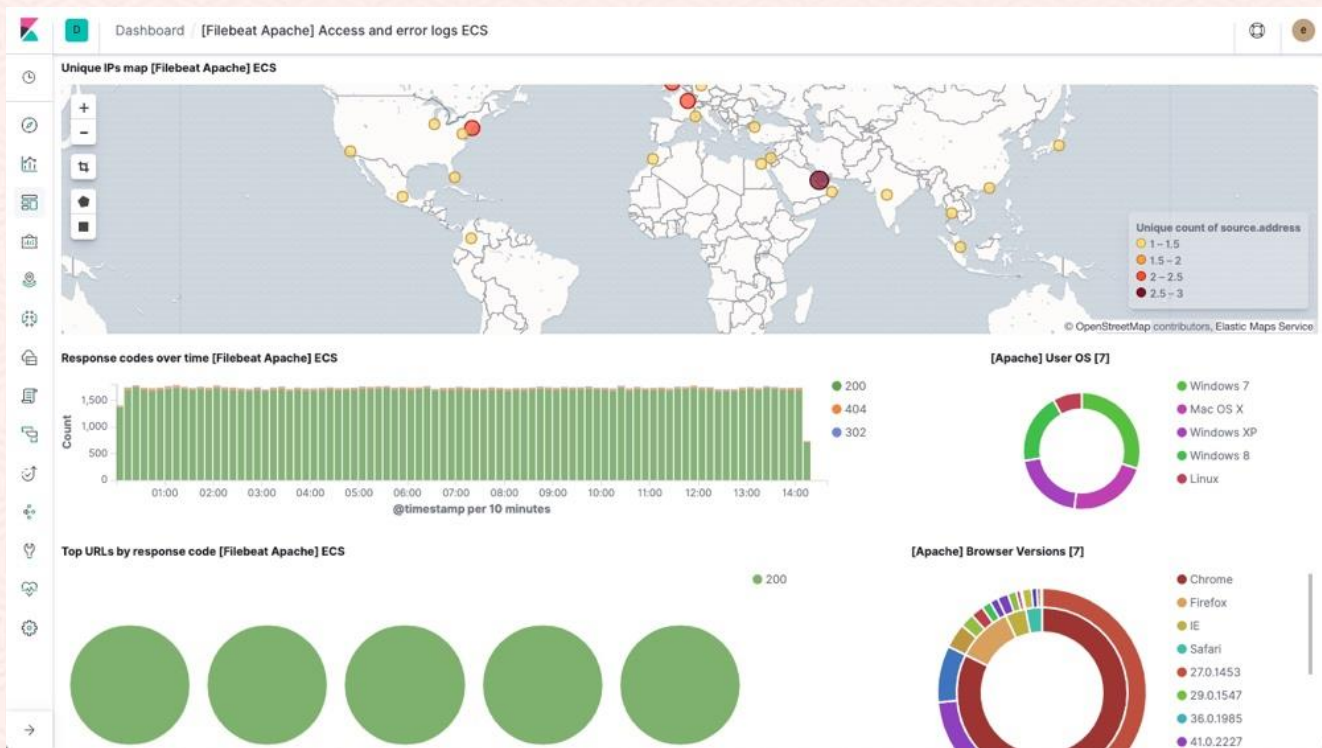 D
Dashboard / [Filebeat Apache] Access and error logs ECS
e
Unique IPs map [Filebeat Apache] ECS
+
−
Unique count of source.address
1 – 1.5
1.5 – 2
2 – 2.5
2.5 – 3
© OpenStreetMap contributors, Elastic Maps Service
Response codes over time [Filebeat Apache] ECS
Count
1,500
1,000
500
0
01:00 02:00 03:00 04:00 05:00 06:00 07:00 08:00 09:00 10:00 11:00 12:00 13:00 14:00
@timestamp per 10 minutes
200
404
302
[Apache] User OS [7]
Windows 7
Mac OS X
Windows XP
Windows 8
Linux
Top URLs by response code [Filebeat Apache] ECS
200
[Apache] Browser Versions [7]
Chrome
Firefox
IE
Safari
27.0.1453
29.0.1547
36.0.1985
41.0.2227